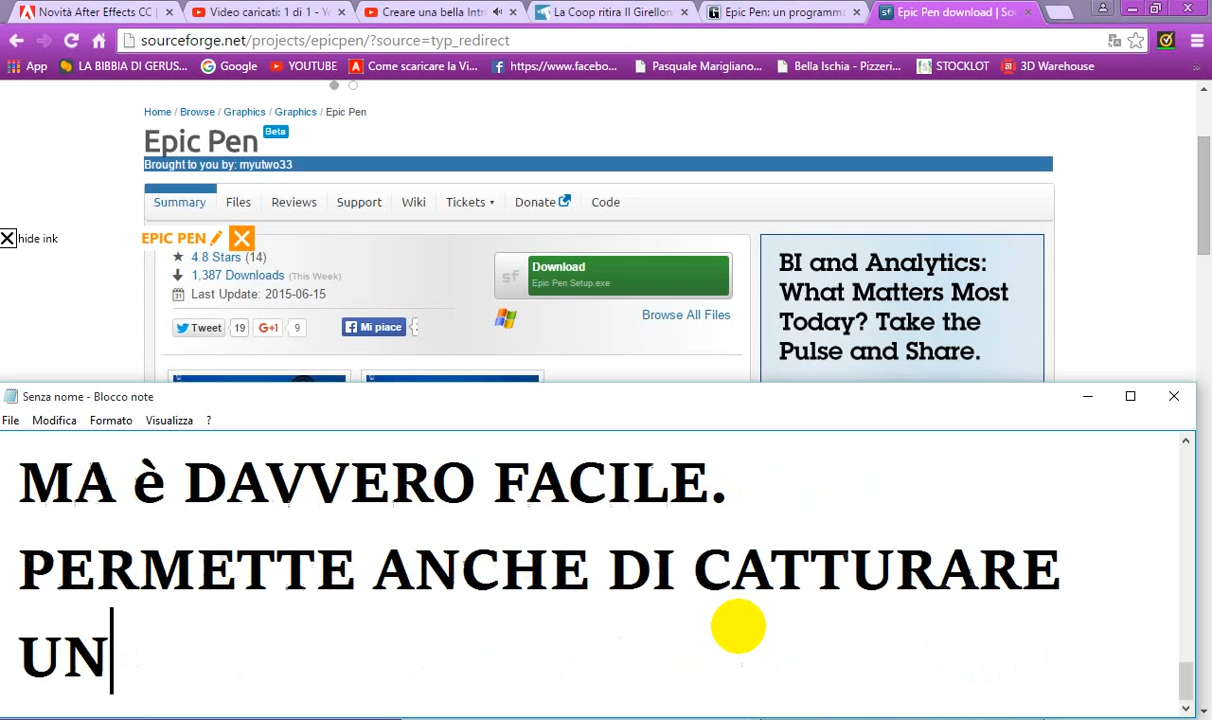 Novità After Effects CC |
Video caricati: 1 di 1 - Yo
Creare una bella Intr
La Coop ritira Il Girellon
Epic Pen: un programma
Epic Pen download | So
sourceforge.net/projects/epicpen/?source=typ_redirect
App
LA BIBBIA DI GERUS...
Google
YOUTUBE
Come scaricare la Vi...
https://www.facebo...
Pasquale Marigliano...
Bella Ischia - Pizzeri...
STOCKLOT
3D Warehouse
Home / Browse / Graphics / Graphics / Epic Pen
Epic Pen Beta
Brought to you by: myutwo33
Summary
Files
Reviews
Support
Wiki
Tickets
Donate
Code
hide ink
EPIC PEN
4.8 Stars (14)
1,387 Downloads (This Week)
Last Update: 2015-06-15
Tweet 19
G+1 9
Mi piace
sf
Download
Epic Pen Setup.exe
Browse All Files
BI and Analytics:
What Matters Most
Today? Take the
Pulse and Share.
Senza nome - Blocco note
File Modifica Formato Visualizza ?
MA è DAVVERO FACILE.
PERMETTE ANCHE DI CATTURARE
UN